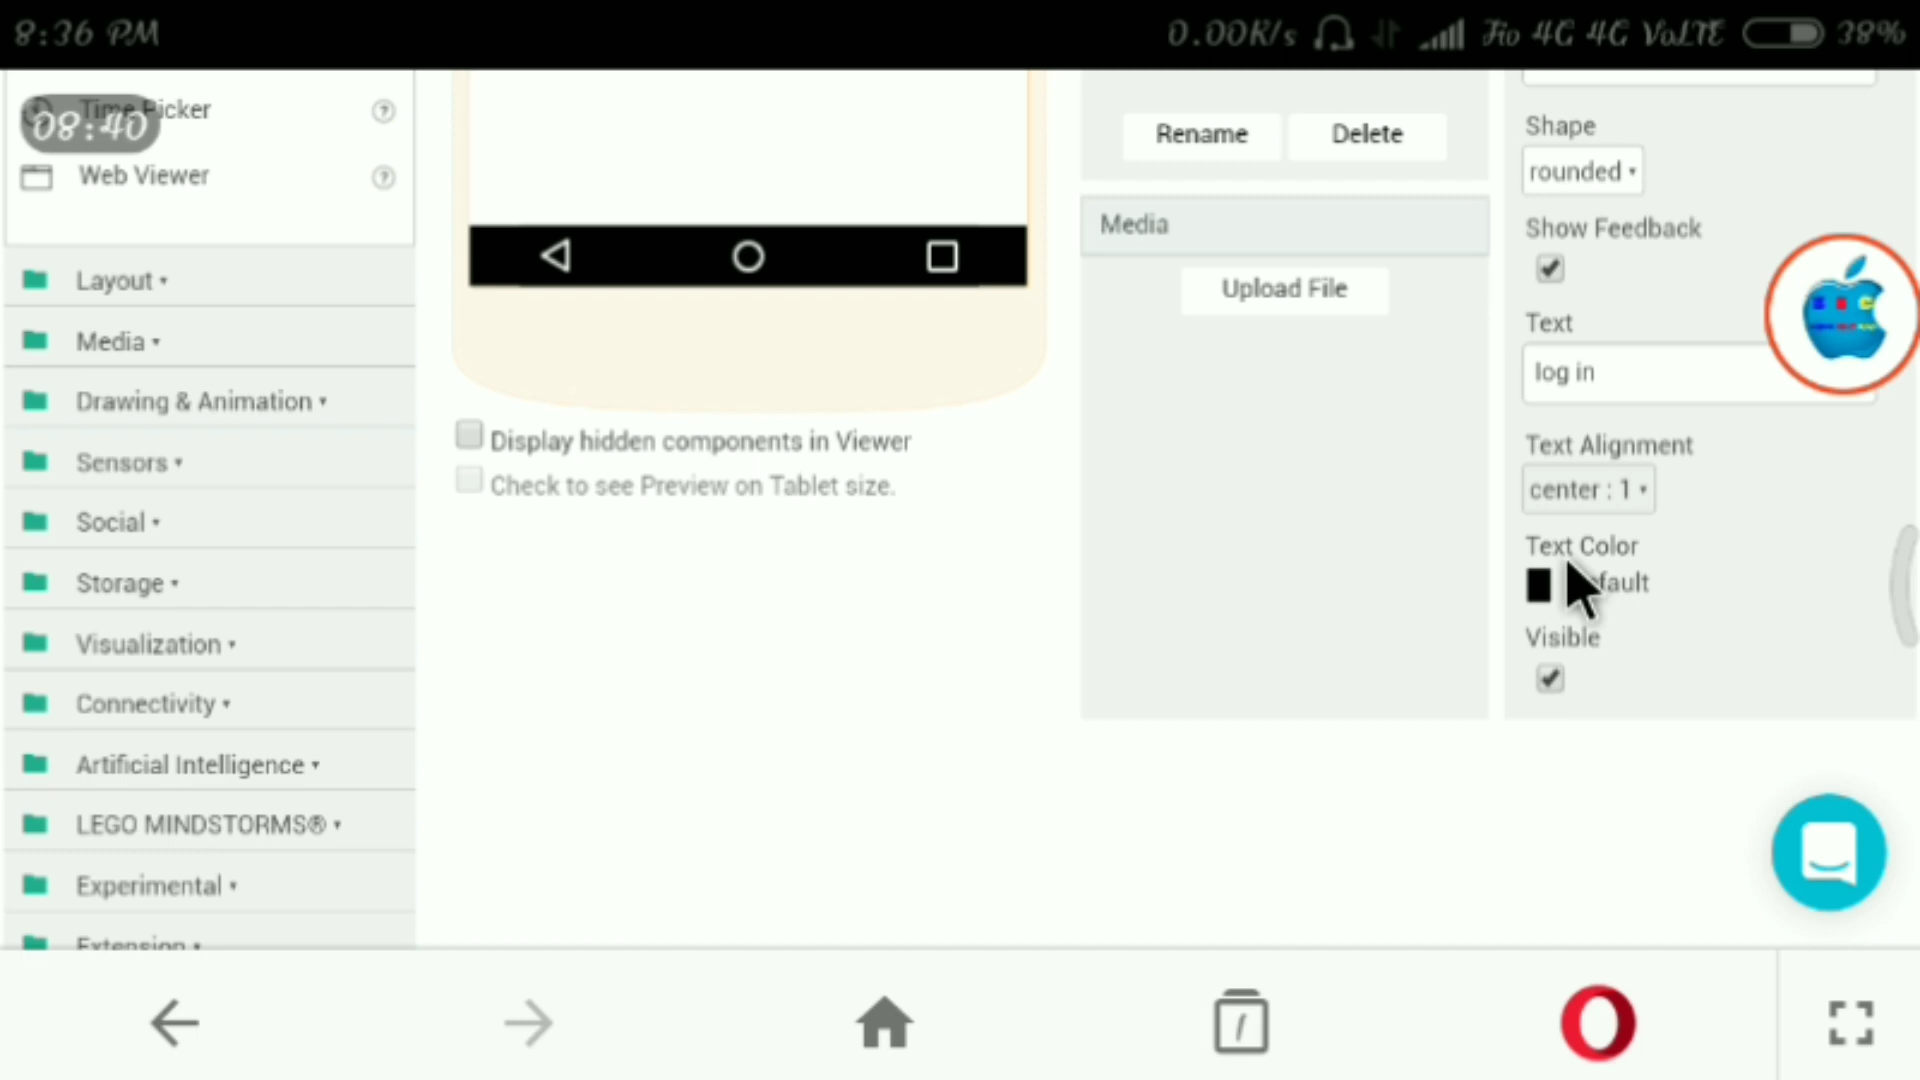 8:36 PM
0.00K/s Jio 4G 4G VoLTE 38%
Time Picker
08:40
Web Viewer
Layout
Media
Drawing & Animation
Sensors
Social
Storage
Visualization
Connectivity
Artificial Intelligence
LEGO MINDSTORMS®
Experimental
Extension
Display hidden components in Viewer
Check to see Preview on Tablet size.
Rename Delete
Media
Upload File
Shape
rounded
Show Feedback
Text
log in
Text Alignment
center : 1
Text Color
Visible